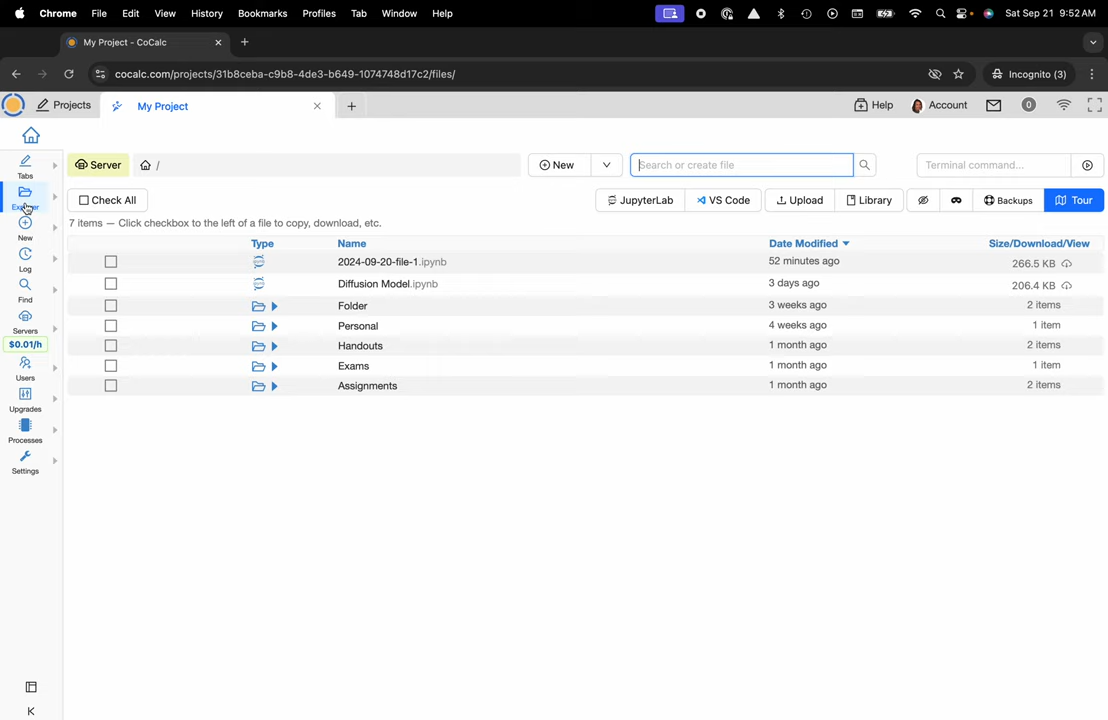 Chrome File Edit View History Bookmarks Profiles Tab Window Help Sat Sep 21 9:52 AM
My Project - CoCalc
cocalc.com/projects/31b8ceba-c9b8-4de3-b649-1074748d17c2/files/ Incognito (3)
Projects My Project Help Account 0
Tabs
Server / New Search or create file Terminal command...
Explorer
Check All JupyterLab VS Code Upload Library Backups Tour
New
7 items — Click checkbox to the left of a file to copy, download, etc.
Type Name Date Modified Size/Download/View
2024-09-20-file-1.ipynb 52 minutes ago 266.5 KB
Log
Diffusion Model.ipynb 3 days ago 206.4 KB
Find
Folder 3 weeks ago 2 items
Personal 4 weeks ago 1 item
Servers
Handouts 1 month ago 2 items
$0.01/h
Exams 1 month ago 1 item
Users
Assignments 1 month ago 2 items
Upgrades
Processes
Settings